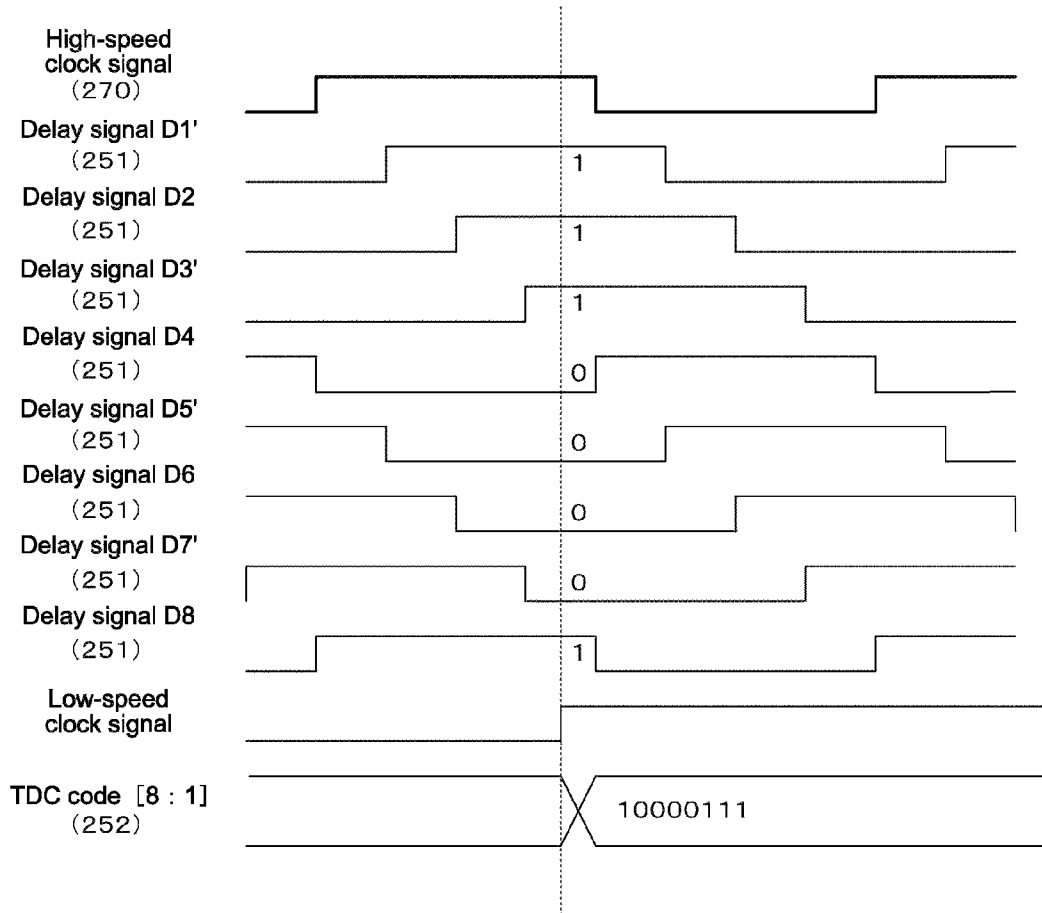 High-speed
clock signal
(270)
Delay signal D1'
(251)
1
Delay signal D2
(251)
1
Delay signal D3'
(251)
1
Delay signal D4
(251)
0
Delay signal D5'
(251)
0
Delay signal D6
(251)
0
Delay signal D7'
(251)
0
Delay signal D8
(251)
1
Low-speed
clock signal
TDC code [8 : 1]
(252)
10000111